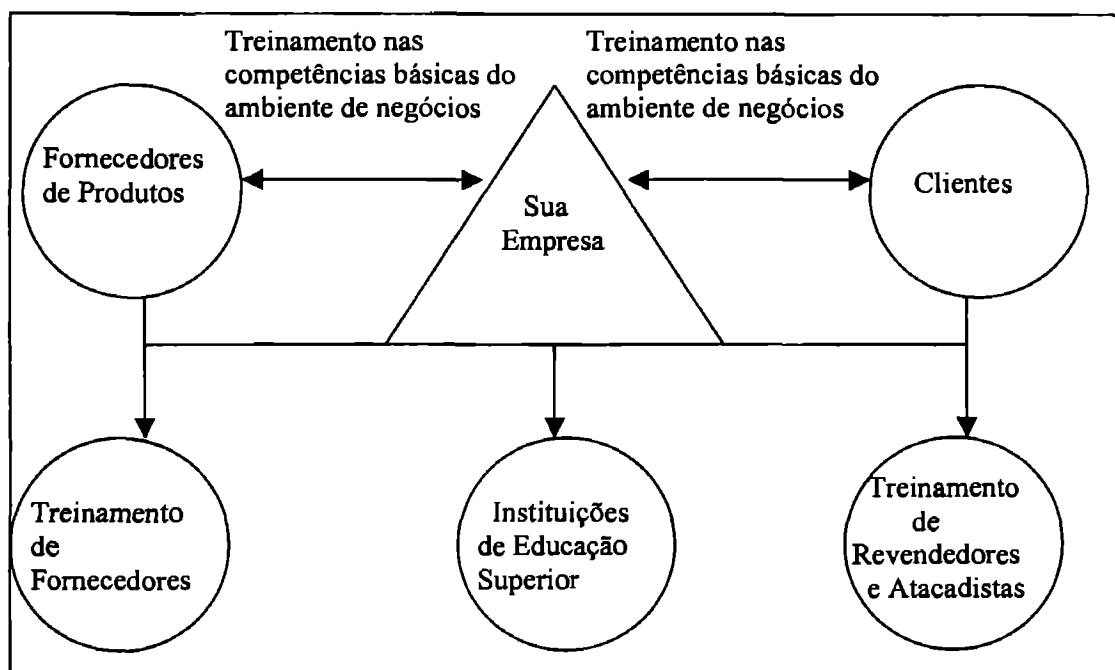 Treinamento nas
competências básicas do
ambiente de negócios
Treinamento nas
competências básicas do
ambiente de negócios
Fornecedores
de Produtos
Sua
Empresa
Clientes
Treinamento
de
Fornecedores
Instituições
de Educação
Superior
Treinamento
de
Revendedores
e Atacadistas